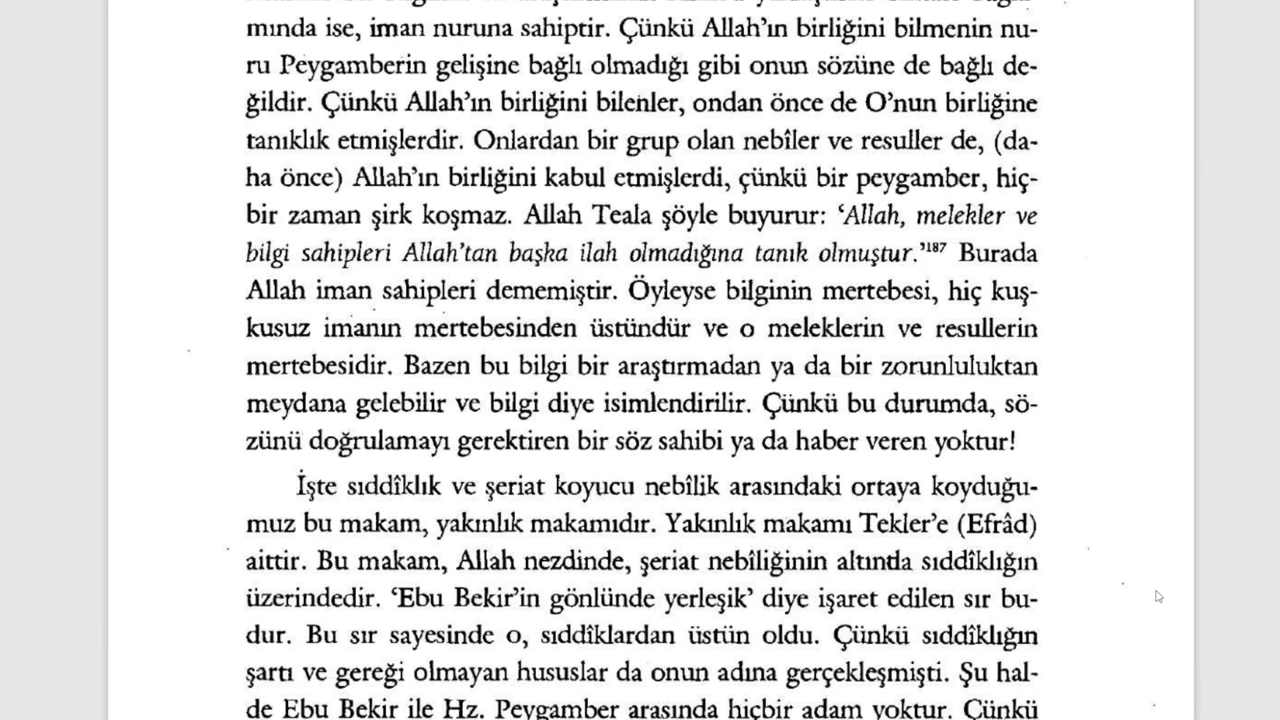 mında ise, iman nuruna sahiptir. Çünkü Allah'ın birliğini bilmenin nu-
ru Peygamberin gelişine bağlı olmadığı gibi onun sözüne de bağlı de-
ğildir. Çünkü Allah'ın birliğini bilenler, ondan önce de O'nun birliğine
tanıklık etmişlerdir. Onlardan bir grup olan nebîler ve resuller de, (da-
ha önce) Allah'ın birliğini kabul etmişlerdi, çünkü bir peygamber, hiç-
bir zaman şirk koşmaz. Allah Teala şöyle buyurur: 'Allah, melekler ve
bilgi sahipleri Allah'tan başka ilah olmadığına tanık olmuştur.'187 Burada
Allah iman sahipleri dememiştir. Öyleyse bilginin mertebesi, hiç kuş-
kusuz imanın mertebesinden üstündür ve o meleklerin ve resullerin
mertebesidir. Bazen bu bilgi bir araştırmadan ya da bir zorunluluktan
meydana gelebilir ve bilgi diye isimlendirilir. Çünkü bu durumda, sö-
zünü doğrulamayı gerektiren bir söz sahibi ya da haber veren yoktur!
İşte sıddîklık ve şeriat koyucu nebîlik arasındaki ortaya koyduğu-
muz bu makam, yakınlık makamıdır. Yakınlık makamı Tekler'e (Efrâd)
aittir. Bu makam, Allah nezdinde, şeriat nebîliğinin altında sıddîklığın
üzerindedir. 'Ebu Bekir'in gönlünde yerleşik' diye işaret edilen sır bu-
dur. Bu sır sayesinde o, sıddîklardan üstün oldu. Çünkü sıddîklığın
şartı ve gereği olmayan hususlar da onun adına gerçekleşmişti. Şu hal-
de Ebu Bekir ile Hz. Peygamber arasında hiçbir adam yoktur. Çünkü